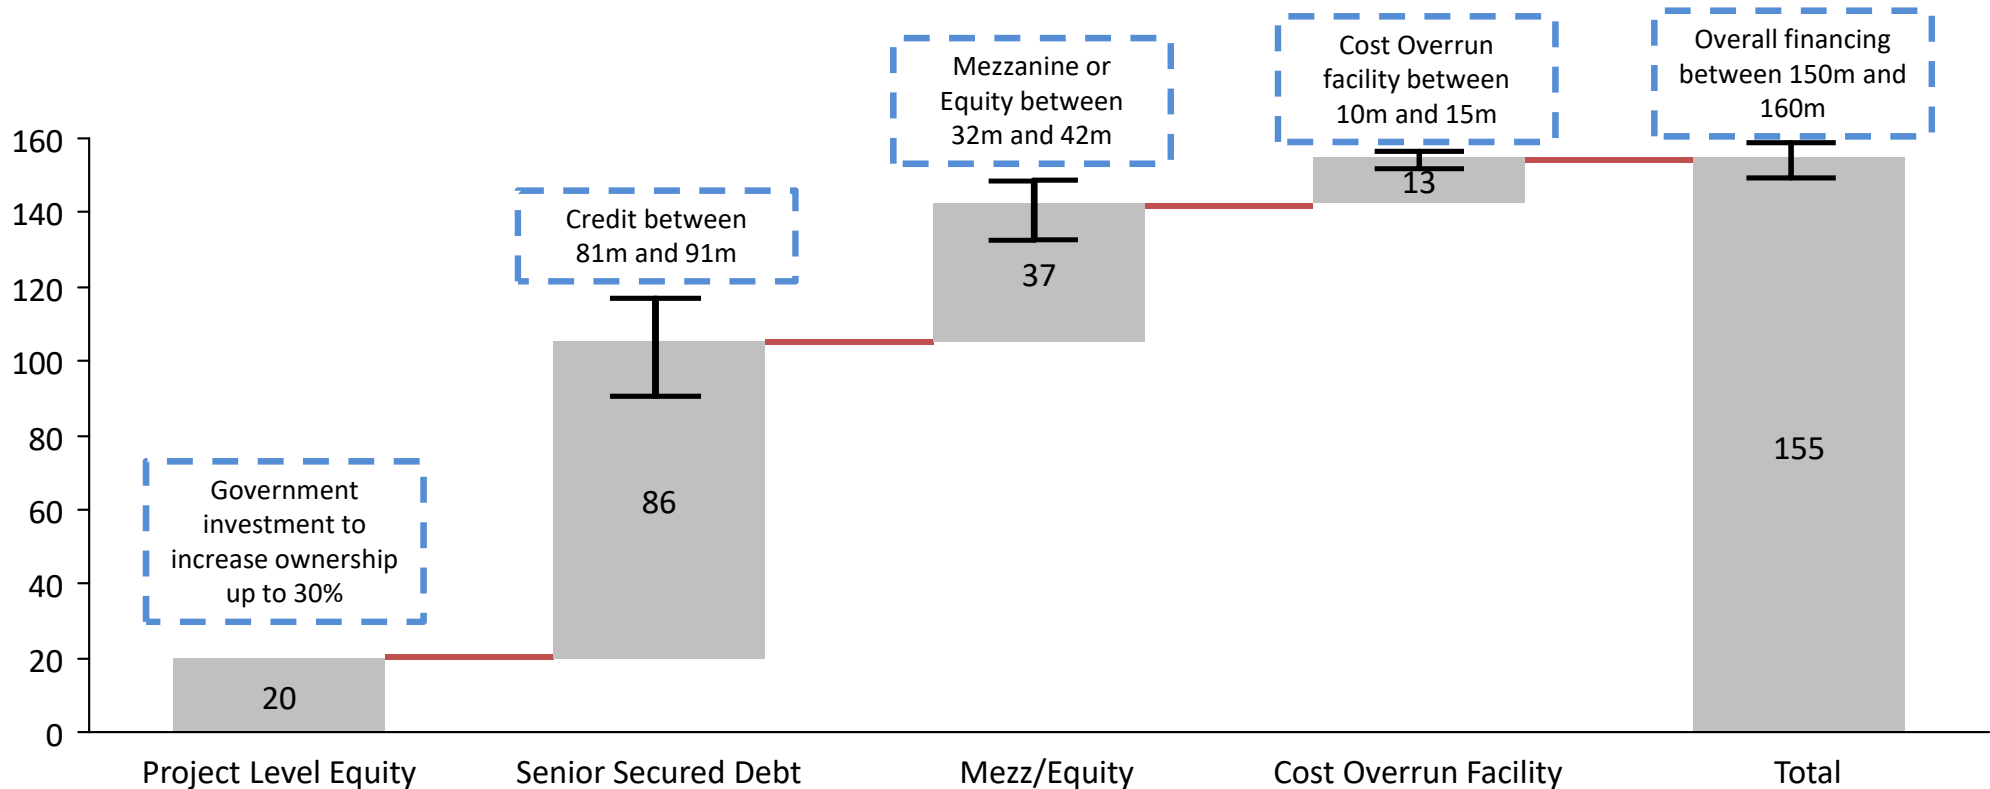 Government
investment to
increase ownership
up to 30%
Credit between
81m and 91m
Mezzanine or
Equity between
32m and 42m
Cost Overrun
facility between
10m and 15m
Overall financing
between 150m and
160m
160
140
120
100
80
60
40
20
0
20
86
37
13
155
Project Level Equity
Senior Secured Debt
Mezz/Equity
Cost Overrun Facility
Total